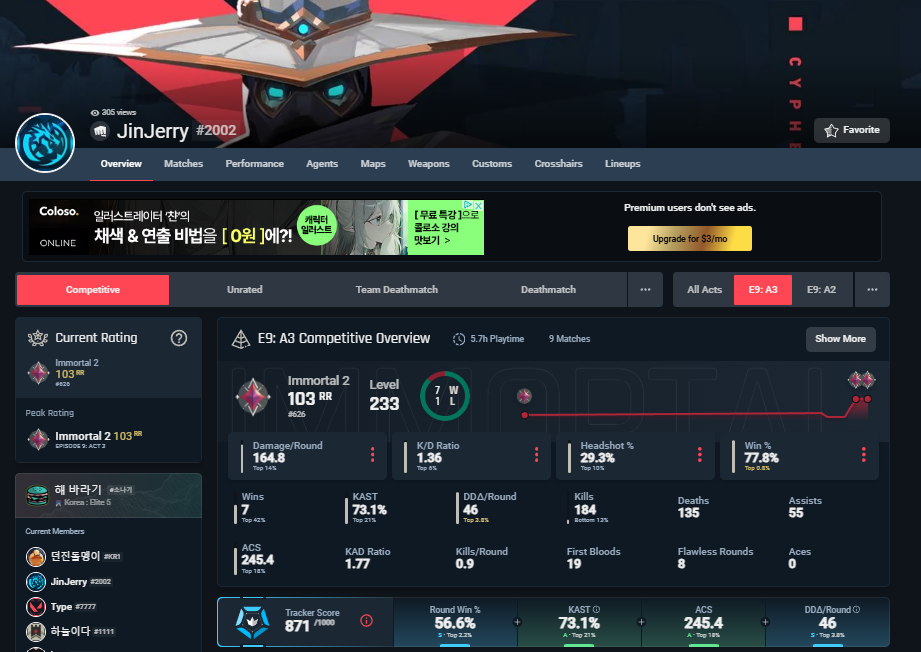 CYPHE
305 views
JinJerry #2002
Favorite
Overview Matches Performance Agents Maps Weapons Customs Crosshairs Lineups
Coloso.
ONLINE
일러스트레이터 '챤'의
채색 & 연출 비법을 [ 0원 ]에?!
캐릭터
일러스트
[ 무료 특강 ]으로
콜로소 강의
맛보기 >
Premium users don't see ads.
Upgrade for $3/mo
Competitive Unrated Team Deathmatch Deathmatch ... All Acts E9: A3 E9: A2 ...
Current Rating ?
Immortal 2
103 RR
#626
Peak Rating
Immortal 2 103 RR
EPISODE 9: ACT 3
해 바라기 #소나기
Korea : Elite 5
Current Members
던진돌멩이 #KR1
JinJerry #2002
Type #7777
하늘이다 #1111
E9: A3 Competitive Overview 5.7h Playtime 9 Matches Show More
IMMORTAL
Immortal 2
103 RR
#626
Level
233
7 W
1 L
Damage/Round
164.8
Top 14%
K/D Ratio
1.36
Top 6%
Headshot %
29.3%
Top 10%
Win %
77.8%
Top 0.8%
Wins
7
Top 42%
KAST
73.1%
Top 21%
DDΔ/Round
46
Top 3.8%
Kills
184
Bottom 13%
Deaths
135
Assists
55
ACS
245.4
Top 18%
KAD Ratio
1.77
Kills/Round
0.9
First Bloods
19
Flawless Rounds
8
Aces
0
Tracker Score
871 /1000
Round Win %
56.6%
S · Top 2.2%
KAST
73.1%
A · Top 21%
ACS
245.4
A · Top 18%
DDΔ/Round
46
S · Top 3.8%